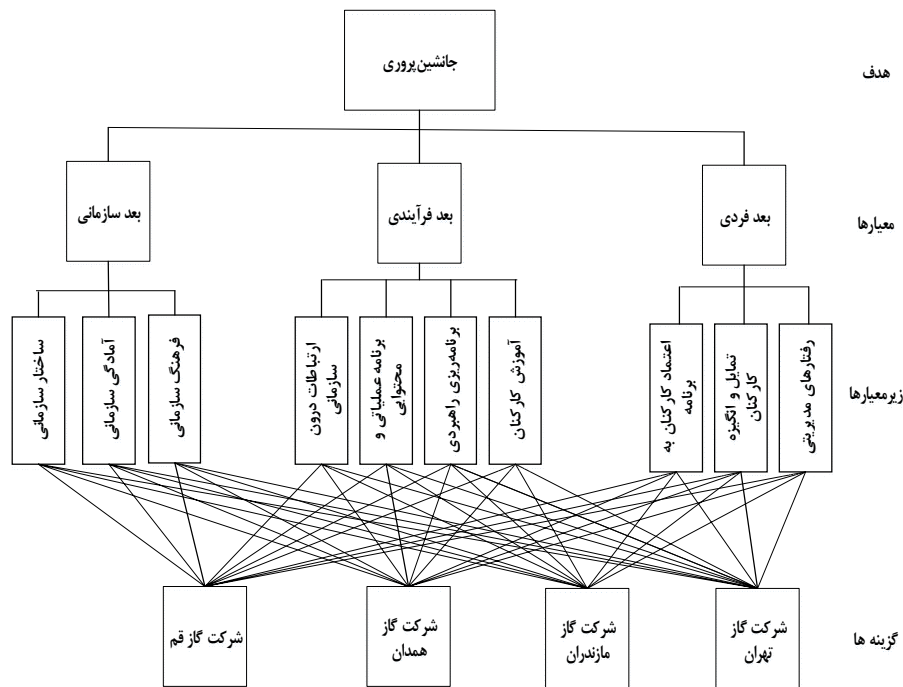 جانشین‌پروری
هدف
بعد فردی
بعد فرآیندی
بعد سازمانی
معیارها
رفتارهای مدیریتی
تمایل و انگیزه
کارکنان
اعتماد کارکنان به
برنامه
آموزش کارکنان
برنامه‌ریزی راهبردی
برنامه عملیاتی و
محتوایی
ارتباطات درون
سازمانی
فرهنگ سازمانی
آمادگی سازمانی
ساختار سازمانی
زیرمعیارها
شرکت گاز
تهران
شرکت گاز
مازندران
شرکت گاز
همدان
شرکت گاز قم
گزینه ها